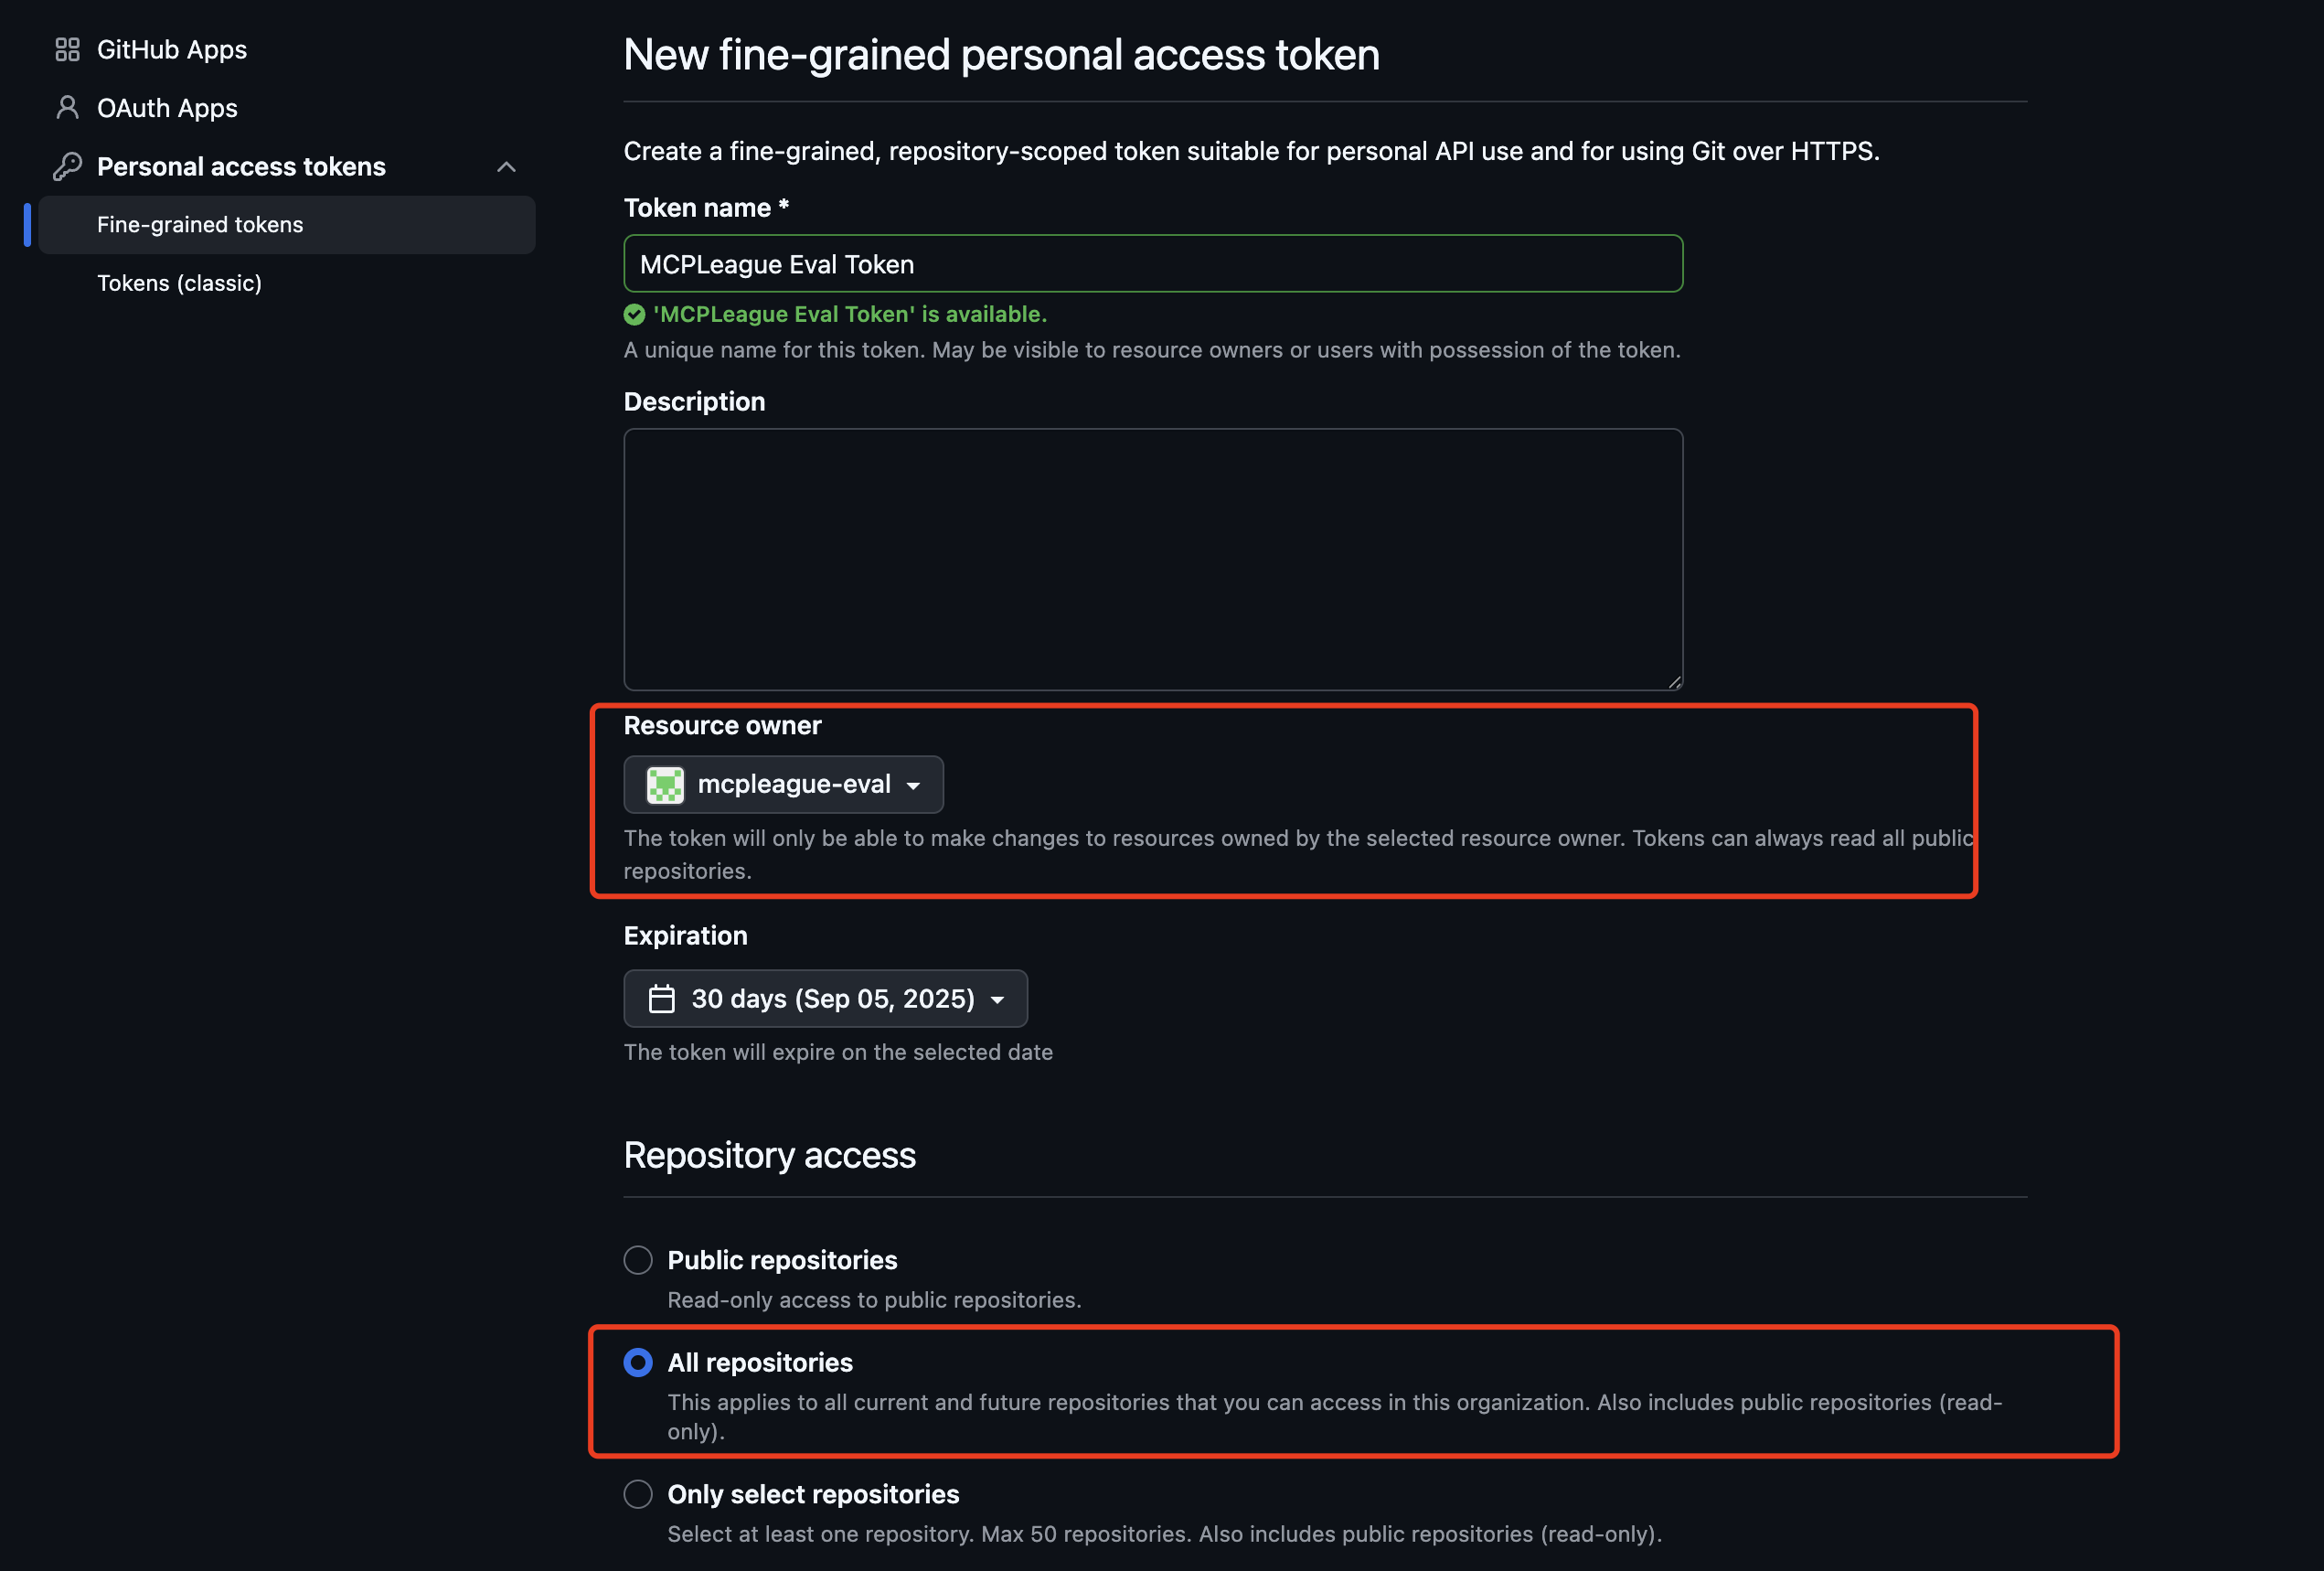 GitHub Apps
OAuth Apps
Personal access tokens
Fine-grained tokens
Tokens (classic)
New fine-grained personal access token
Create a fine-grained, repository-scoped token suitable for personal API use and for using Git over HTTPS.
Token name *
MCPLeague Eval Token
'MCPLeague Eval Token' is available.
A unique name for this token. May be visible to resource owners or users with possession of the token.
Description
Resource owner
mcpleague-eval
The token will only be able to make changes to resources owned by the selected resource owner. Tokens can always read all public
repositories.
Expiration
30 days (Sep 05, 2025)
The token will expire on the selected date
Repository access
Public repositories
Read-only access to public repositories.
All repositories
This applies to all current and future repositories that you can access in this organization. Also includes public repositories (read-
only).
Only select repositories
Select at least one repository. Max 50 repositories. Also includes public repositories (read-only).